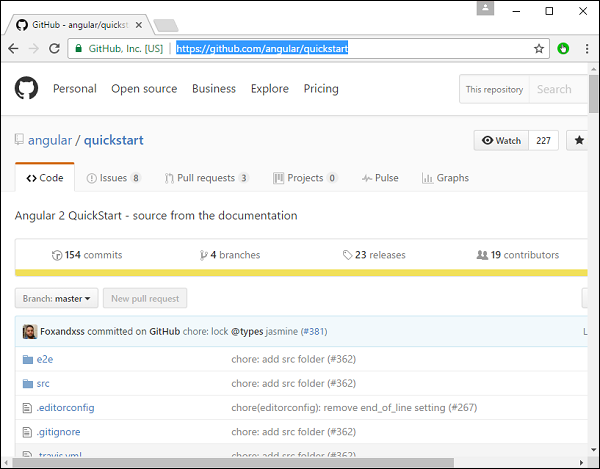 GitHub - angular/quickst
GitHub, Inc. [US] https://github.com/angular/quickstart
Personal Open source Business Explore Pricing This repository Search
angular / quickstart Watch 227
Code Issues 8 Pull requests 3 Projects 0 Pulse Graphs
Angular 2 QuickStart - source from the documentation
154 commits 4 branches 23 releases 19 contributors
Branch: master New pull request
Foxandxss committed on GitHub chore: lock @types jasmine (#381) L
e2e chore: add src folder (#362)
src chore: add src folder (#362)
.editorconfig chore(editorconfig): remove end_of_line setting (#267)
.gitignore chore: add src folder (#362)
.travis.yml chore: add src folder (#362)